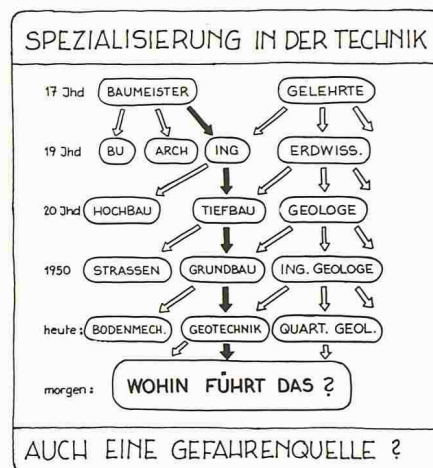 SPEZIALISIERUNG IN DER TECHNIK
17 Jhd BAUMEISTER GELEHRTE
19 Jhd BU ARCH ING ERDWISS.
20 Jhd HOCHBAU TIEFBAU GEOLOGE
1950 STRASSEN GRUNDBAU ING. GEOLOGE
heute: BODENMECH. GEOTECHNIK QUART. GEOL.
morgen: WOHIN FÜHRT DAS ?
AUCH EINE GEFAHRENQUELLE ?